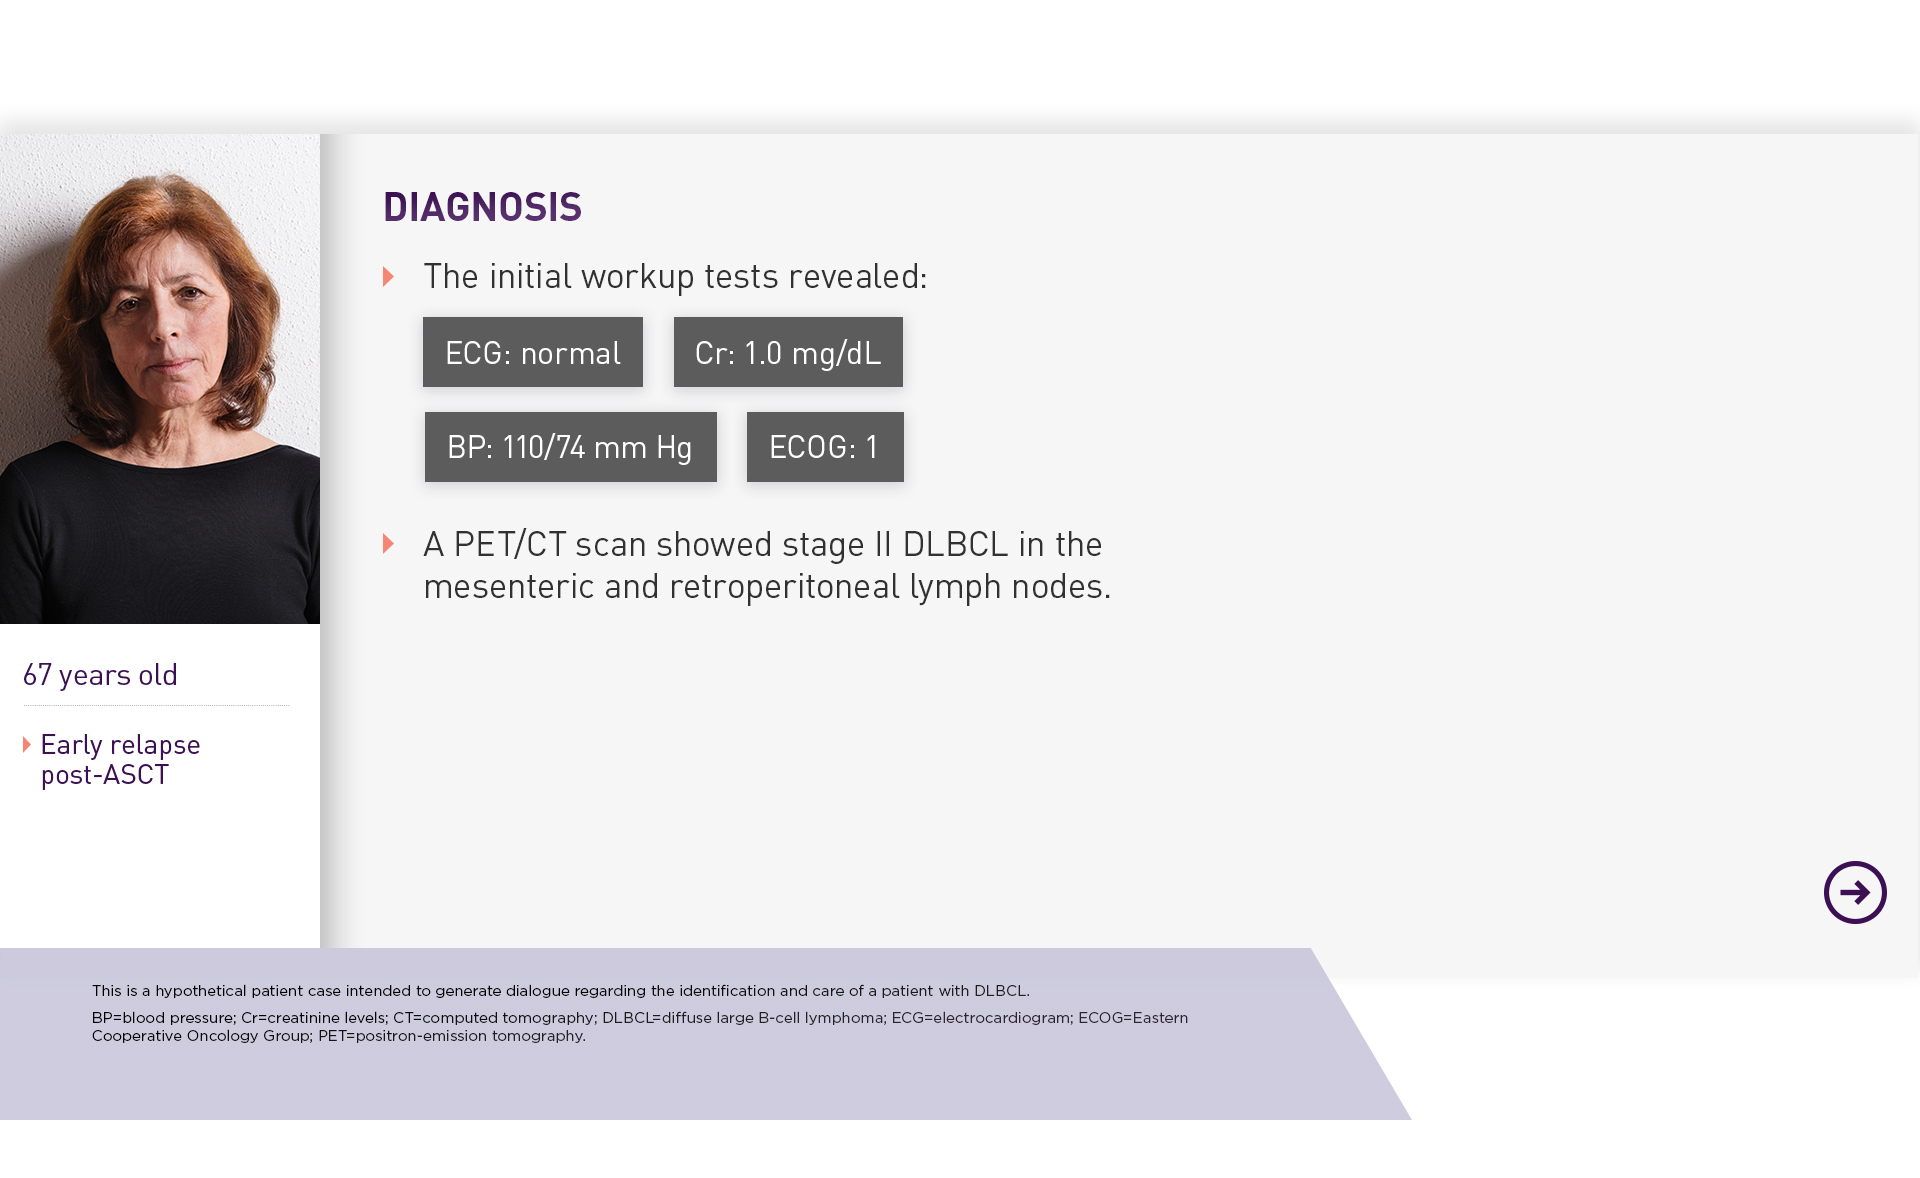 DIAGNOSIS
The initial workup tests revealed:
ECG: normal
Cr: 1.0 mg/dL
BP: 110/74 mm Hg
ECOG: 1
A PET/CT scan showed stage II DLBCL in the
mesenteric and retroperitoneal lymph nodes.
67 years old
Early relapse
post-ASCT
This is a hypothetical patient case intended to generate dialogue regarding the identification and care of a patient with DLBCL.
BP=blood pressure; Cr=creatinine levels; CT=computed tomography; DLBCL=diffuse large B-cell lymphoma; ECG=electrocardiogram; ECOG=Eastern
Cooperative Oncology Group; PET=positron-emission tomography.